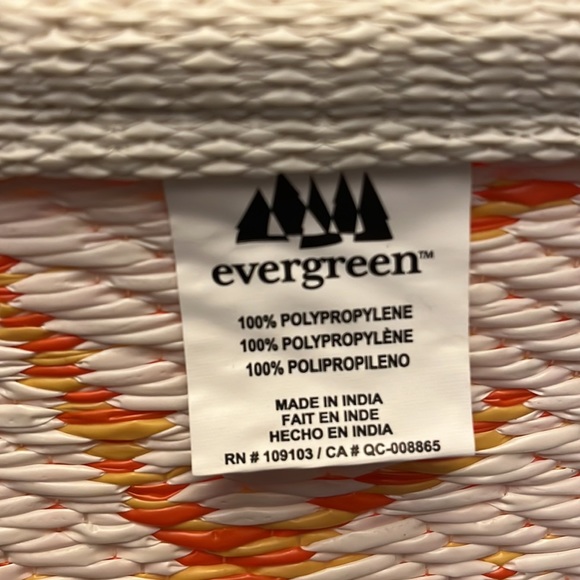 evergreen™
100% POLYPROPYLENE
100% POLYPROPYLÈNE
100% POLIPROPILENO
MADE IN INDIA
FAIT EN INDE
HECHO EN INDIA
RN # 109103 / CA # QC-008865